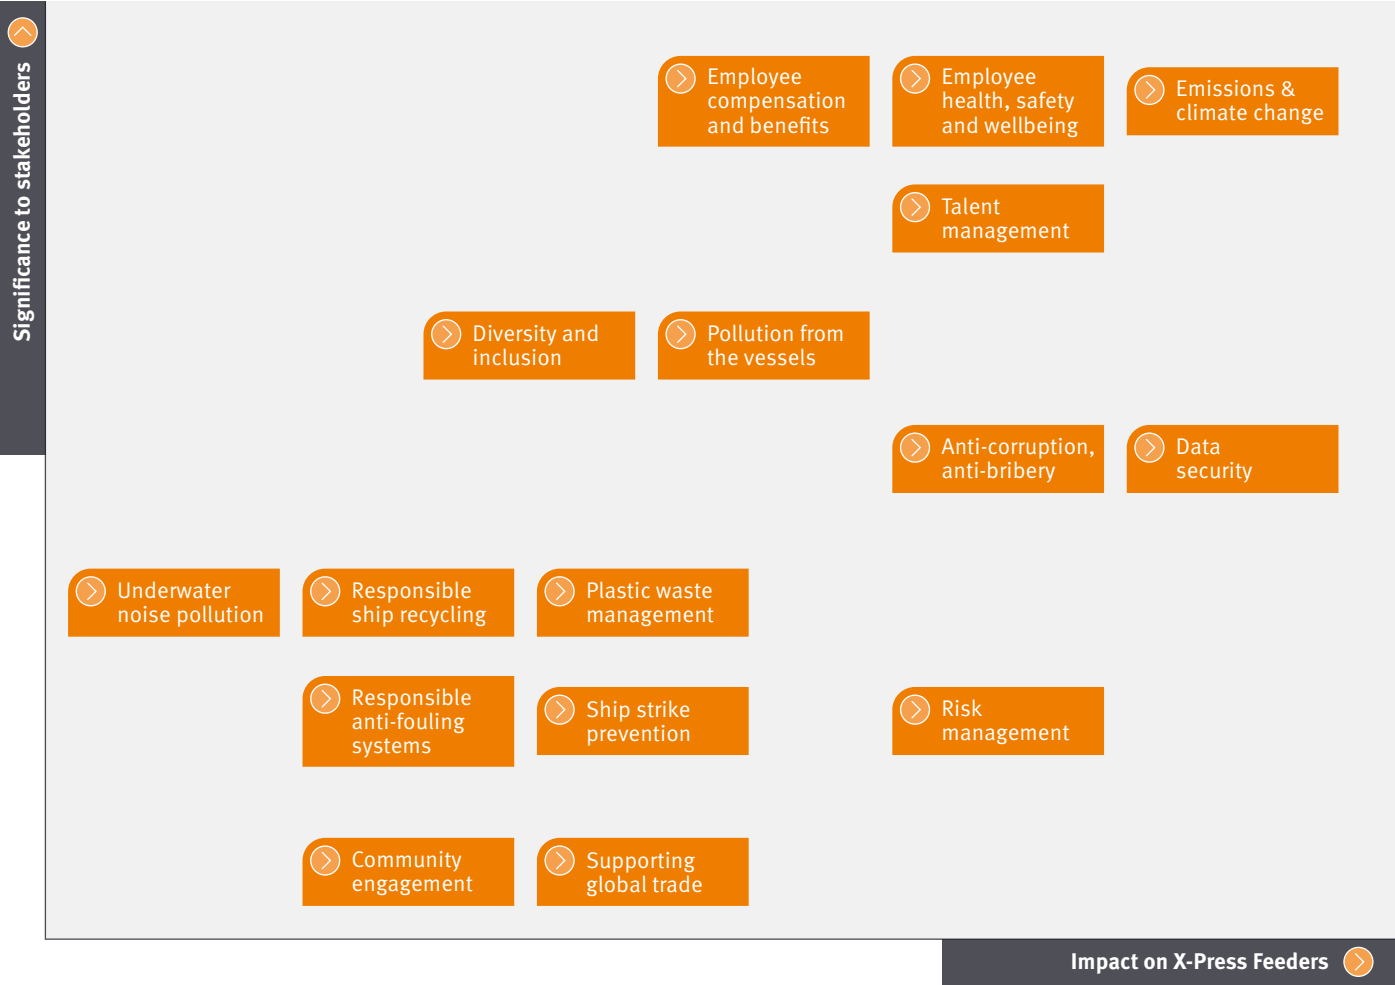 Significance to stakeholders
Employee
compensation
and benefits
Employee
health, safety
and wellbeing
Emissions &
climate change
Talent
management
Diversity and
inclusion
Pollution from
the vessels
Anti-corruption,
anti-bribery
Data
security
Underwater
noise pollution
Responsible
ship recycling
Plastic waste
management
Responsible
anti-fouling
systems
Ship strike
prevention
Risk
management
Community
engagement
Supporting
global trade
Impact on X-Press Feeders